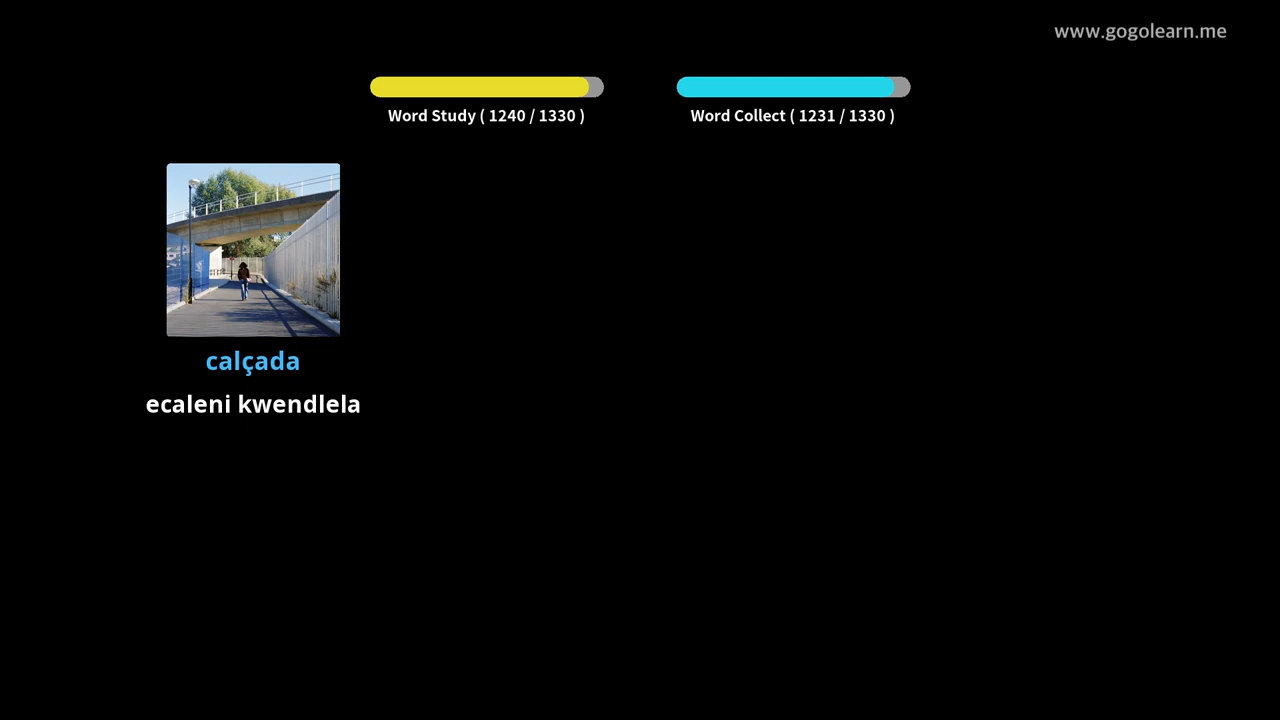 www.gogolearn.me
Word Study ( 1240 / 1330 )
Word Collect ( 1231 / 1330 )
calçada
ecaleni kwendlela